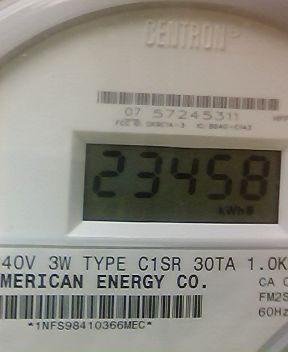 CENTRON®
07 57245311
23458
kWh
40V 3W TYPE C1SR 30TA 1.0K
MERICAN ENERGY CO.
CA
FM2S
60Hz
*1NFS98410366MEC*